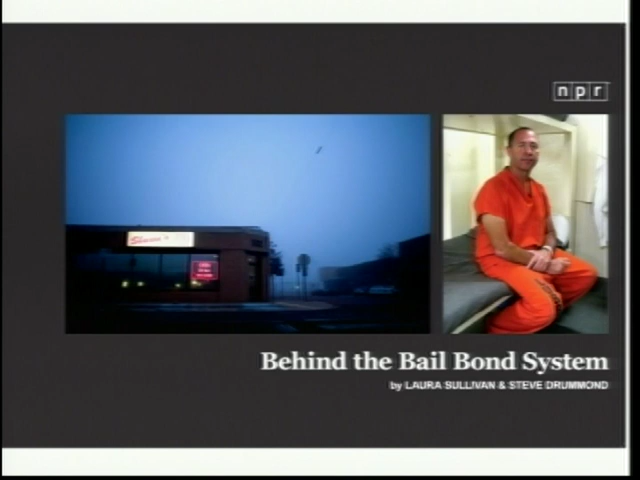 npr
Behind the Bail Bond System
by LAURA SULLIVAN & STEVE DRUMMOND